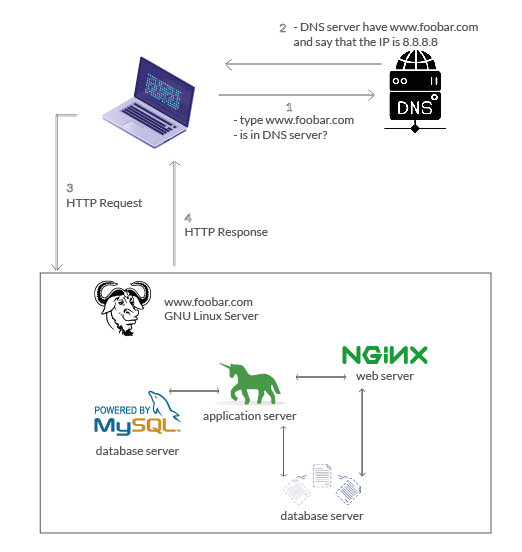 2 - DNS server have www.foobar.com
and say that the IP is 8.8.8.8
DNS
1
- type www.foobar.com
- is in DNS server?
3
HTTP Request
4
HTTP Response
www.foobar.com
GNU Linux Server
NGiNX
web server
application server
POWERED BY
MySQL
database server
database server